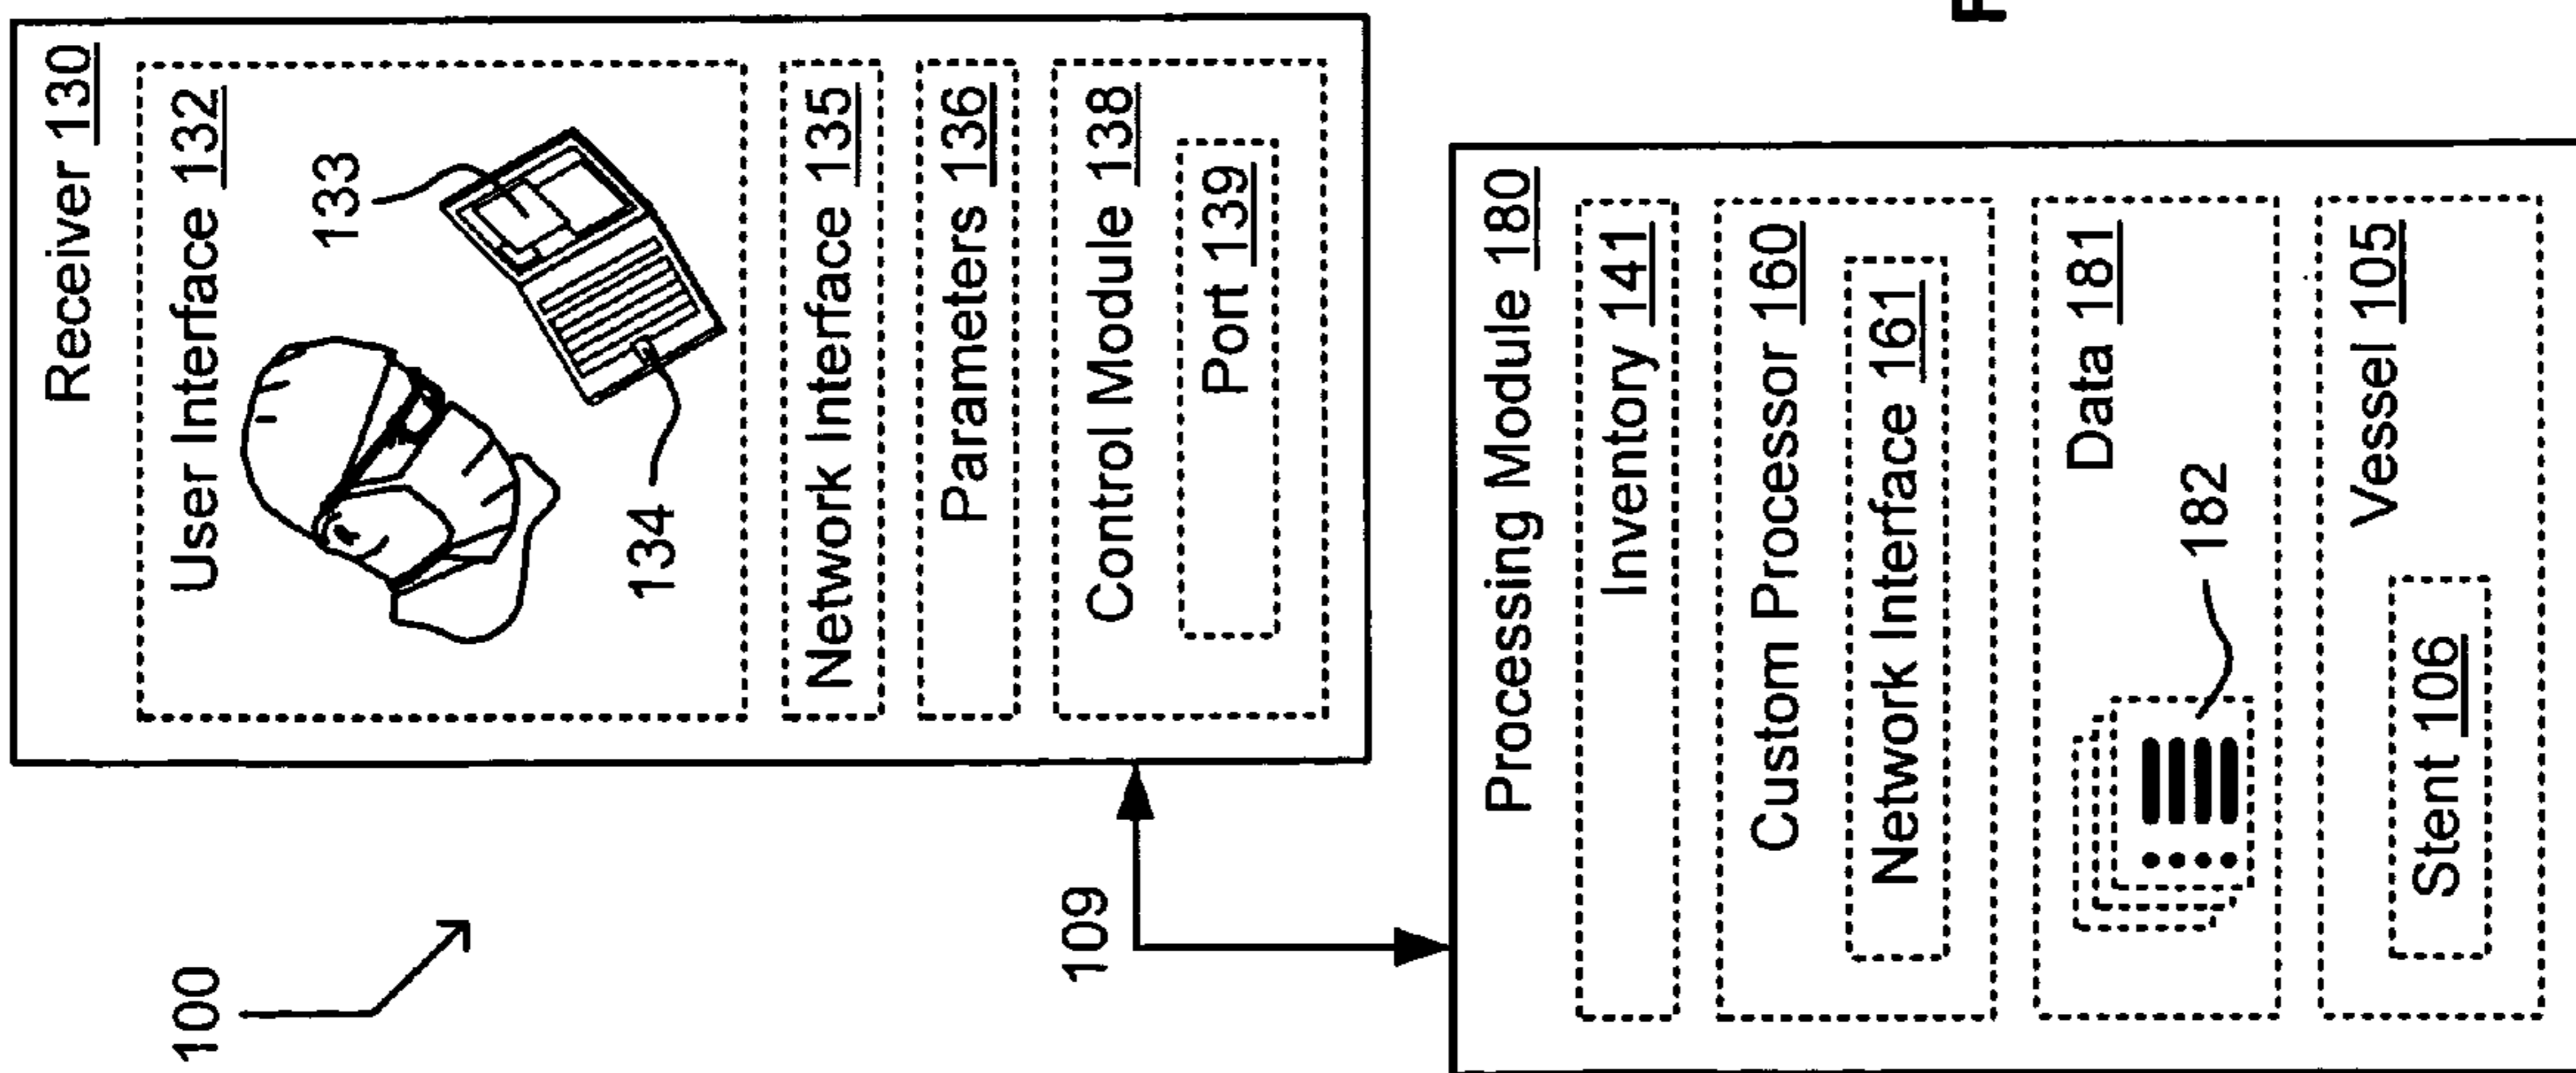 100
Receiver 130
User Interface 132
133
134
Network Interface 135
Parameters 136
Control Module 138
Port 139
109
Processing Module 180
Inventory 141
Custom Processor 160
Network Interface 161
Data 181
182
Vessel 105
Stent 106